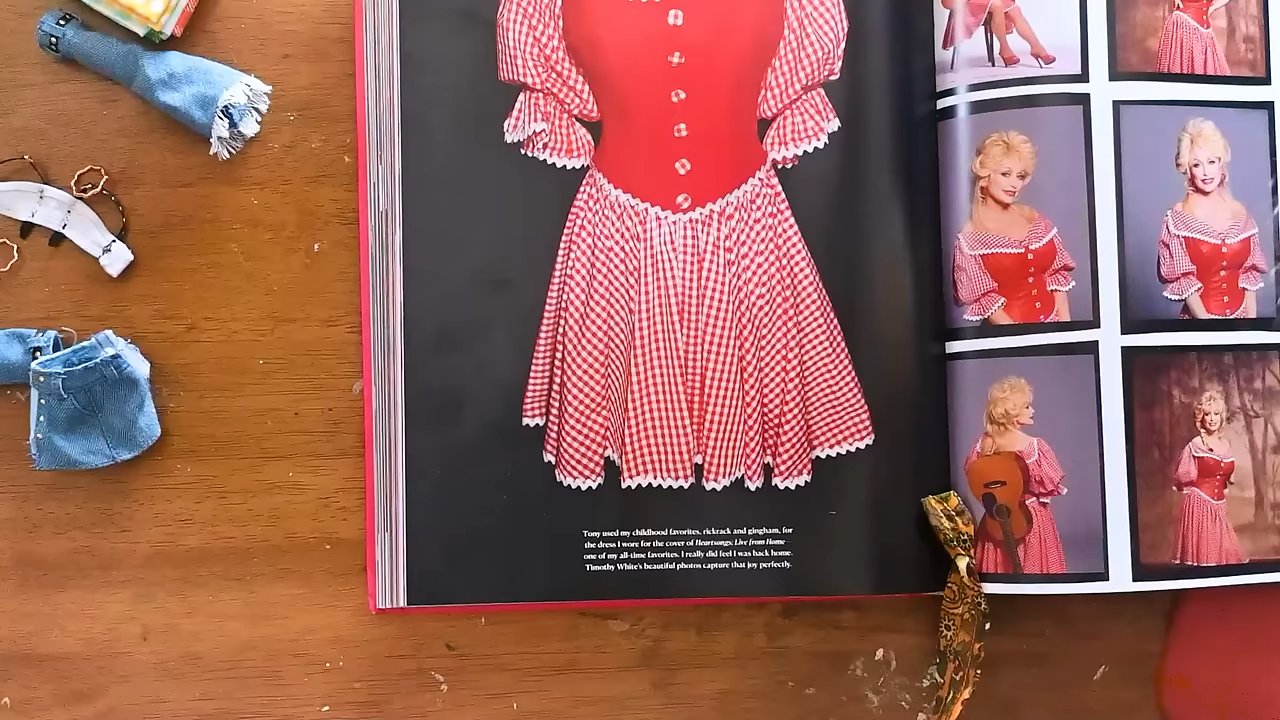 Tony used my childhood favorites, rickrack and gingham, for
the dress I wore for the cover of Heartsongs: Live from Home—
one of my all-time favorites. I really did feel I was back home.
Timothy White's beautiful photos capture that joy perfectly.